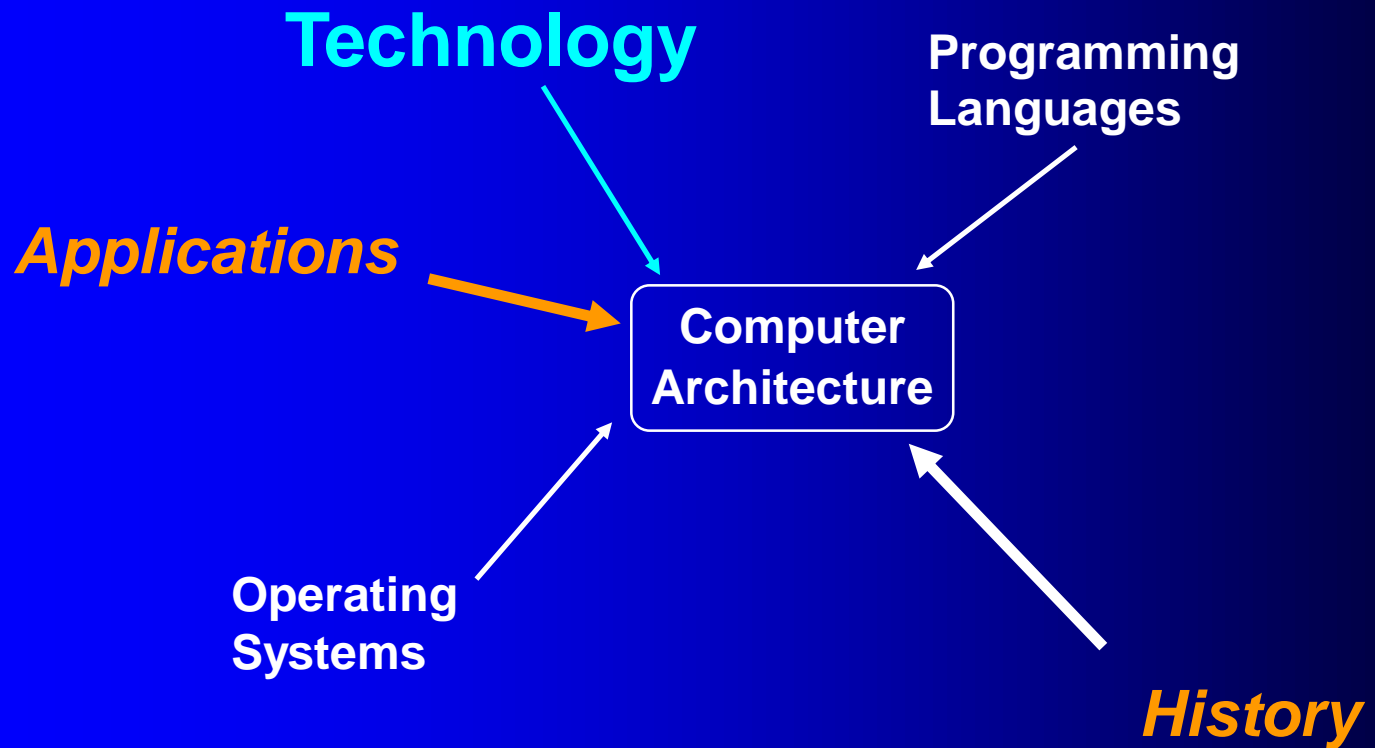 Technology
Programming
Languages
Applications
Computer
Architecture
Operating
Systems
History